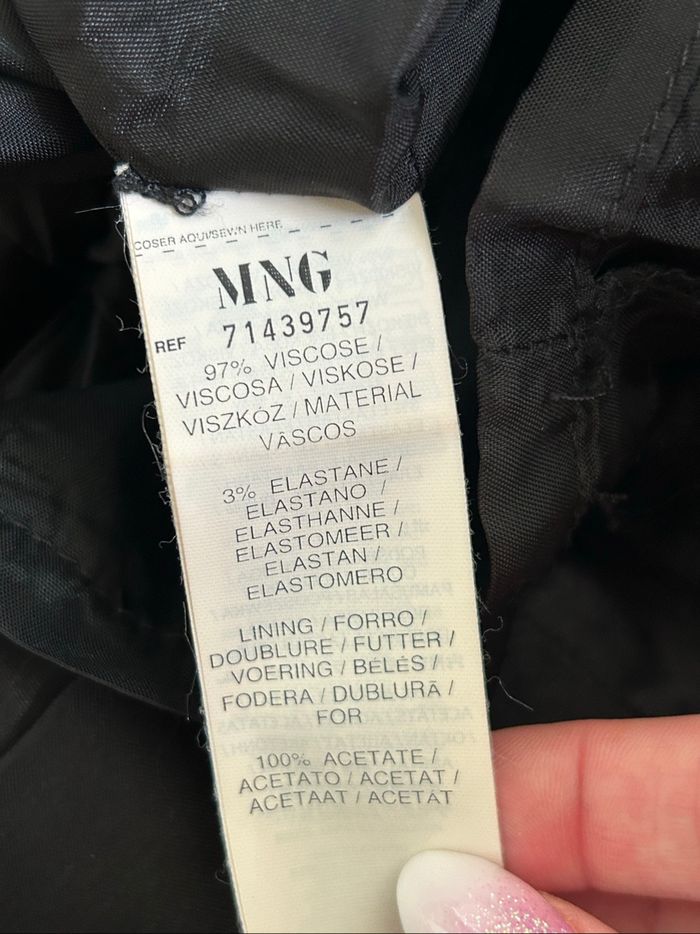 COSER AQUI/SEWN HERE
MNG
REF 71439757
97% VISCOSE /
VISCOSA / VISKOSE /
VISZKÓZ / MATERIAL
VÂSCOS
3% ELASTANE /
ELASTANO /
ELASTHANNE /
ELASTOMEER /
ELASTAN /
ELASTOMERO
LINING / FORRO /
DOUBLURE / FUTTER /
VOERING / BÉLÉS /
FODERA / DUBLURĂ /
FOR
100% ACETATE /
ACETATO / ACETAT /
ACETAAT / ACETÁT